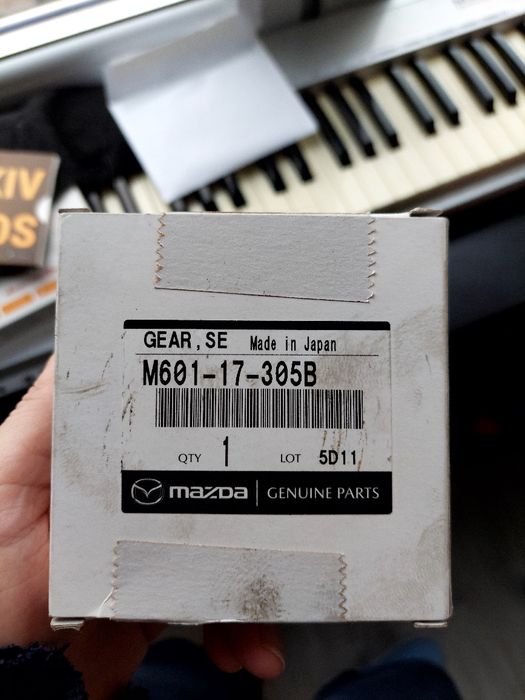 GEAR,SE Made in Japan
M601-17-305B
QTY 1 LOT 5D11
mazda GENUINE PARTS